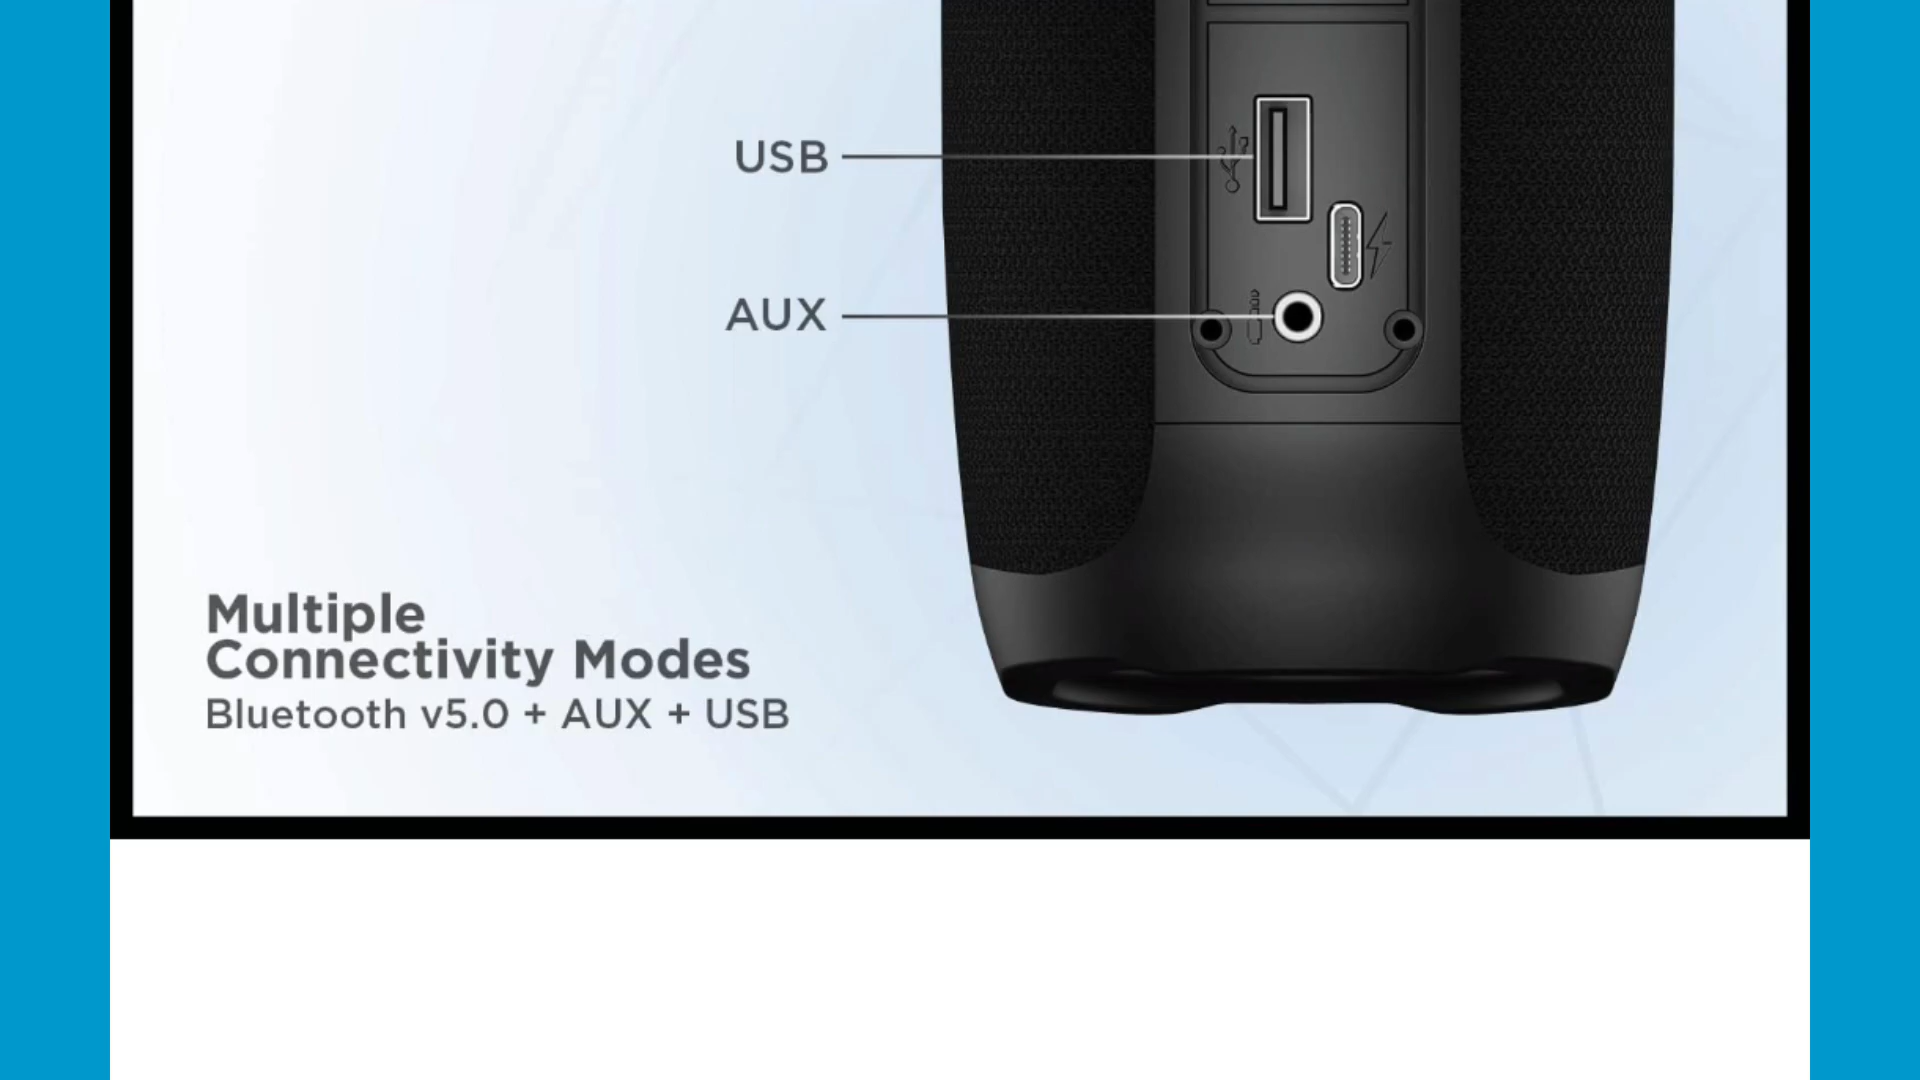 USB
AUX
Multiple
Connectivity Modes
Bluetooth v5.0 + AUX + USB